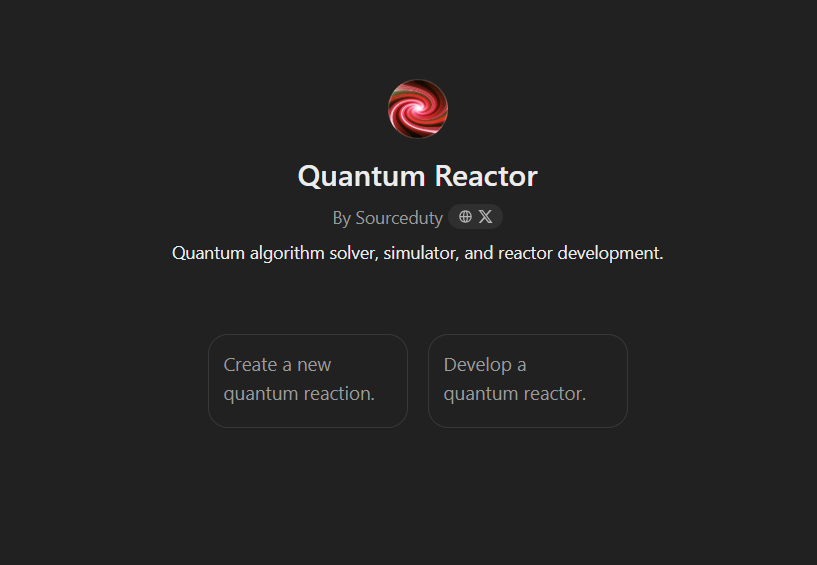 Quantum Reactor
By Sourceduty
Quantum algorithm solver, simulator, and reactor development.
Create a new
quantum reaction.
Develop a
quantum reactor.